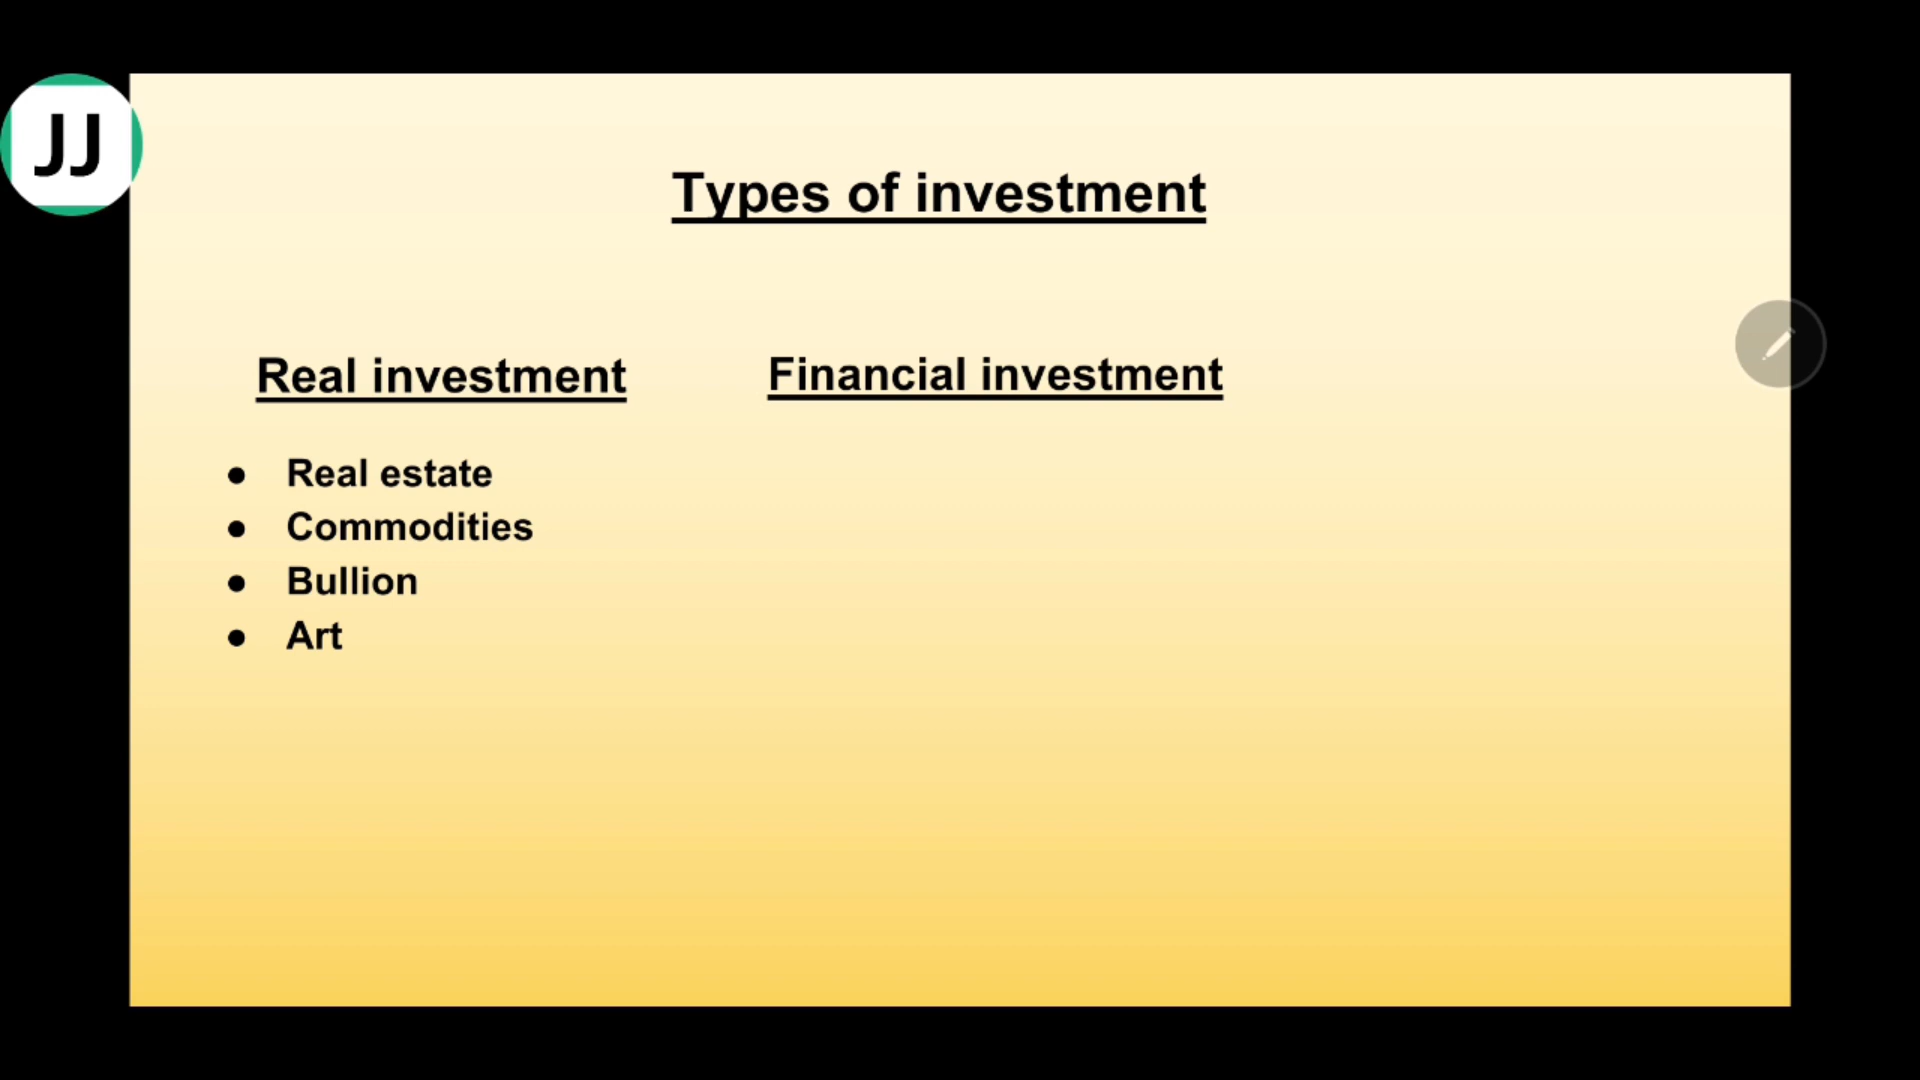 JJ
Types of investment
Real investment
Financial investment
● Real estate
● Commodities
● Bullion
● Art